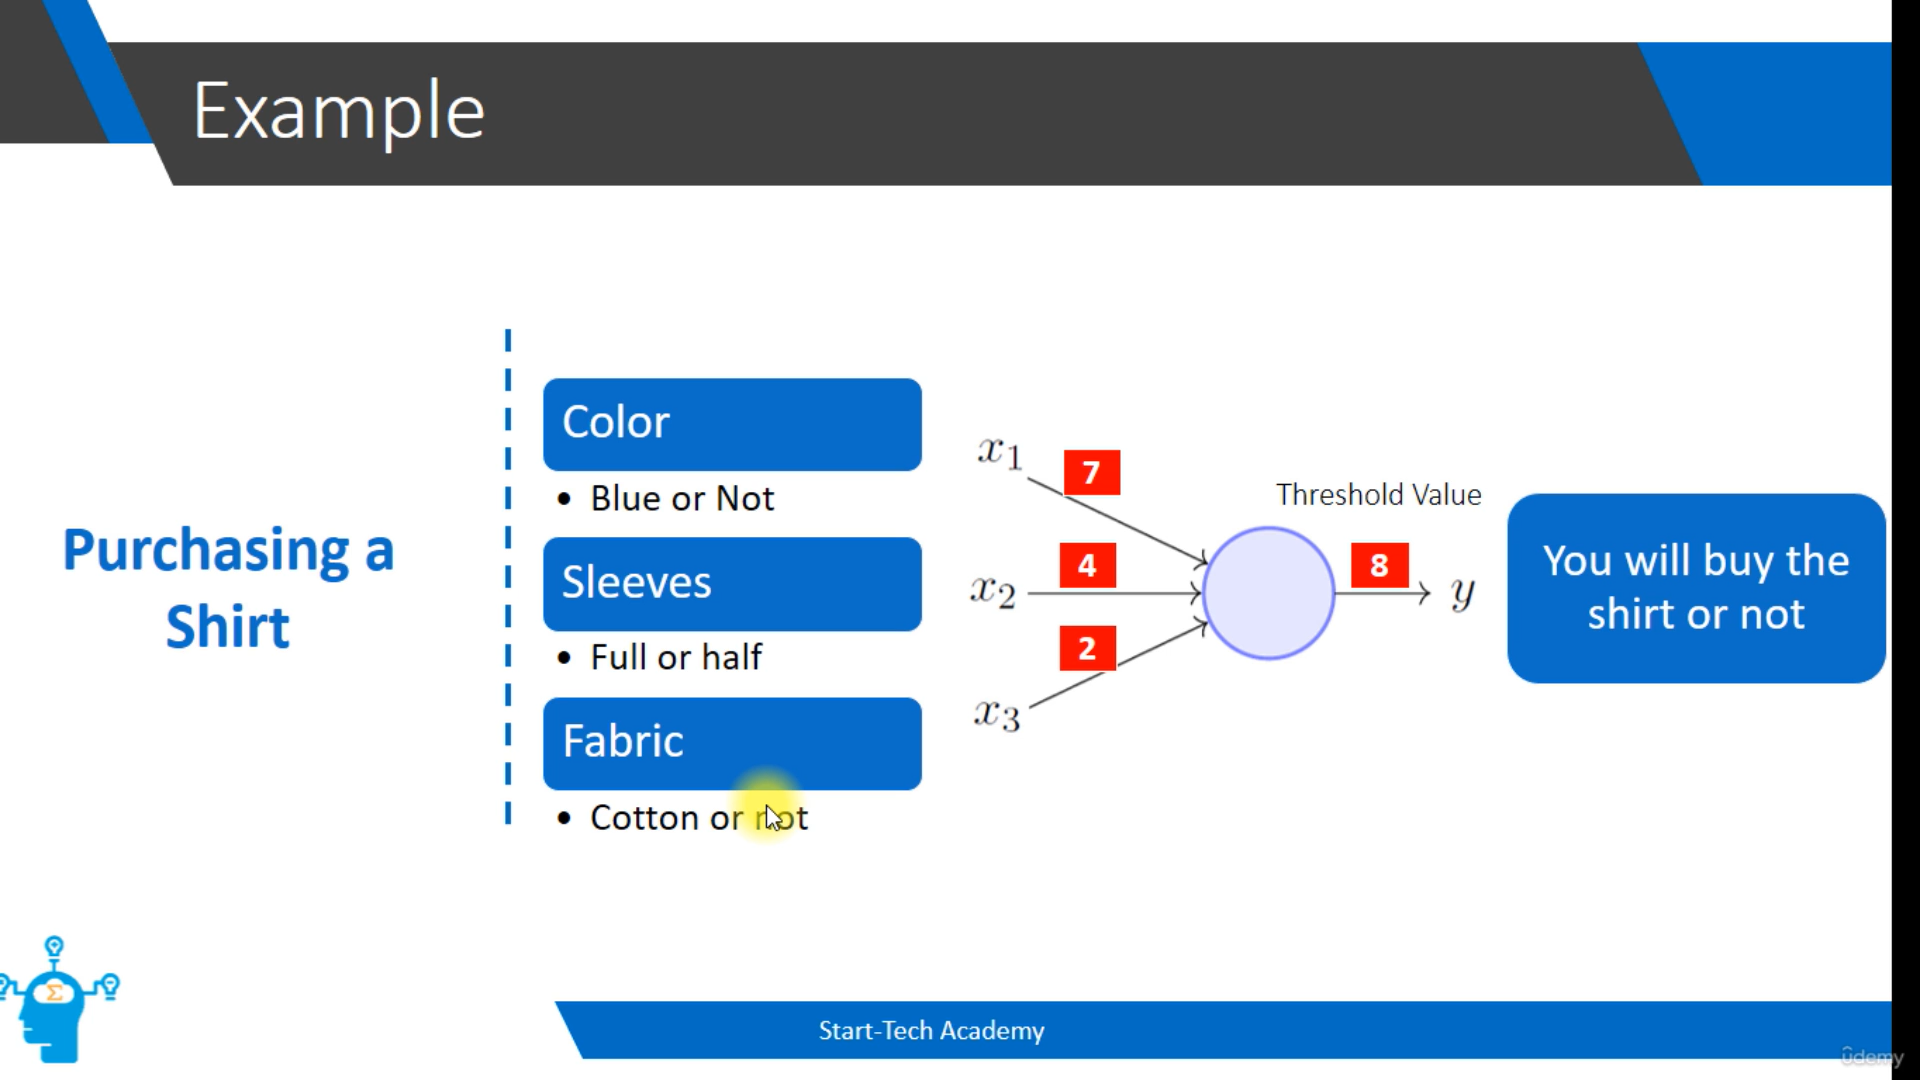 Example
Purchasing a
Shirt
Color
• Blue or Not
Sleeves
• Full or half
Fabric
• Cotton or not
x1
7
x2
4
x3
2
Threshold Value
8
y
You will buy the
shirt or not
Σ
Start-Tech Academy
ûdemy